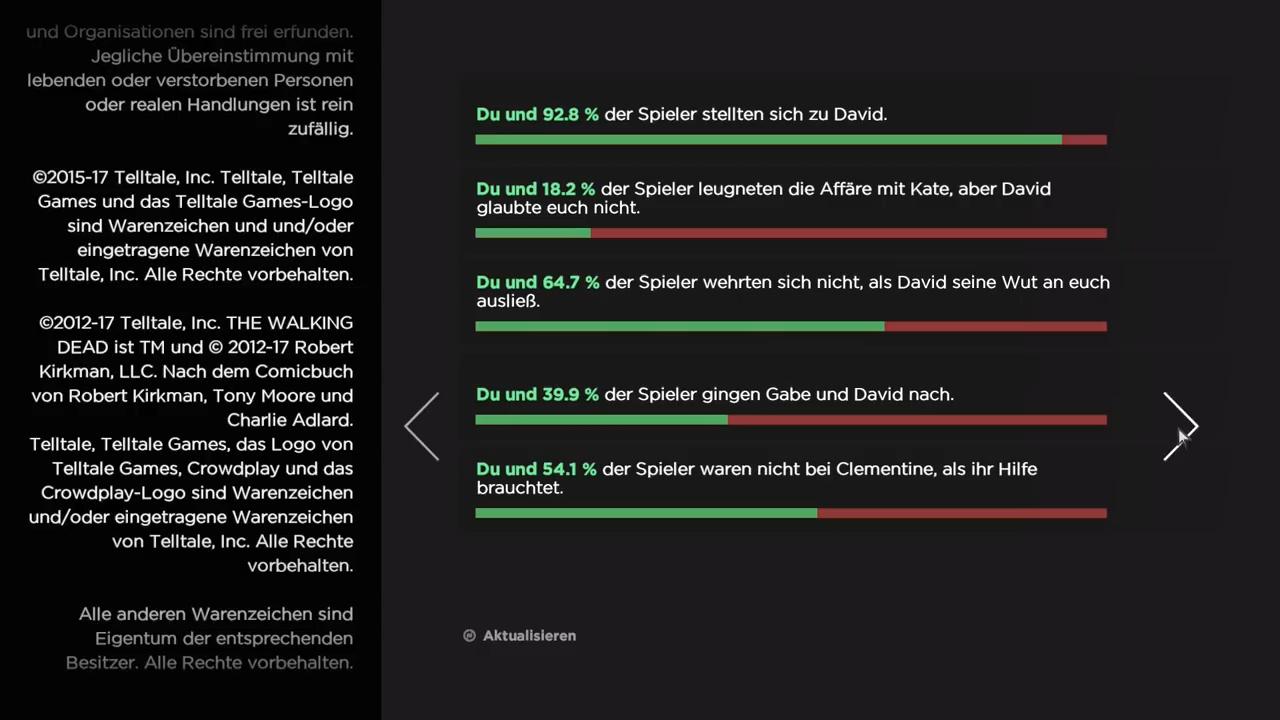 und Organisationen sind frei erfunden.
Jegliche Übereinstimmung mit
lebenden oder verstorbenen Personen
oder realen Handlungen ist rein
zufällig.
©2015-17 Telltale, Inc. Telltale, Telltale
Games und das Telltale Games-Logo
sind Warenzeichen und und/oder
eingetragene Warenzeichen von
Telltale, Inc. Alle Rechte vorbehalten.
©2012-17 Telltale, Inc. THE WALKING
DEAD ist TM und © 2012-17 Robert
Kirkman, LLC. Nach dem Comicbuch
von Robert Kirkman, Tony Moore und
Charlie Adlard.
Telltale, Telltale Games, das Logo von
Telltale Games, Crowdplay und das
Crowdplay-Logo sind Warenzeichen
und/oder eingetragene Warenzeichen
von Telltale, Inc. Alle Rechte
vorbehalten.
Alle anderen Warenzeichen sind
Eigentum der entsprechenden
Besitzer. Alle Rechte vorbehalten.
Du und 92.8 % der Spieler stellten sich zu David.
Du und 18.2 % der Spieler leugneten die Affäre mit Kate, aber David
glaubte euch nicht.
Du und 64.7 % der Spieler wehrten sich nicht, als David seine Wut an euch
ausließ.
Du und 39.9 % der Spieler gingen Gabe und David nach.
Du und 54.1 % der Spieler waren nicht bei Clementine, als ihr Hilfe
brauchtet.
Aktualisieren